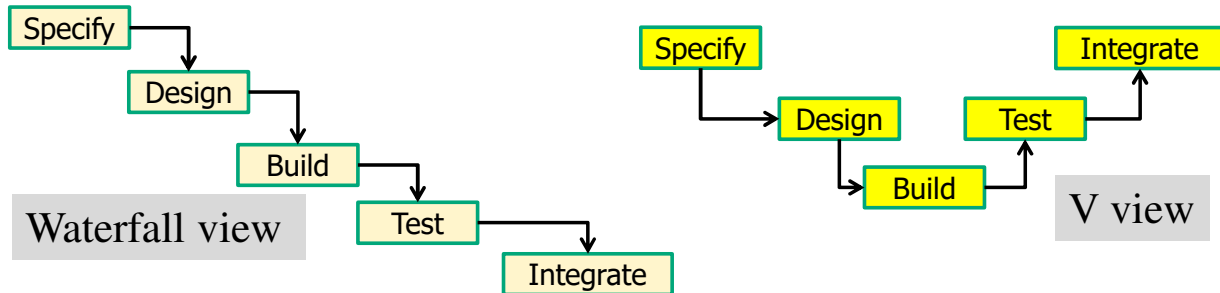 Specify
Design
Build
Test
Integrate
Waterfall view
Specify
Design
Build
Test
Integrate
V view